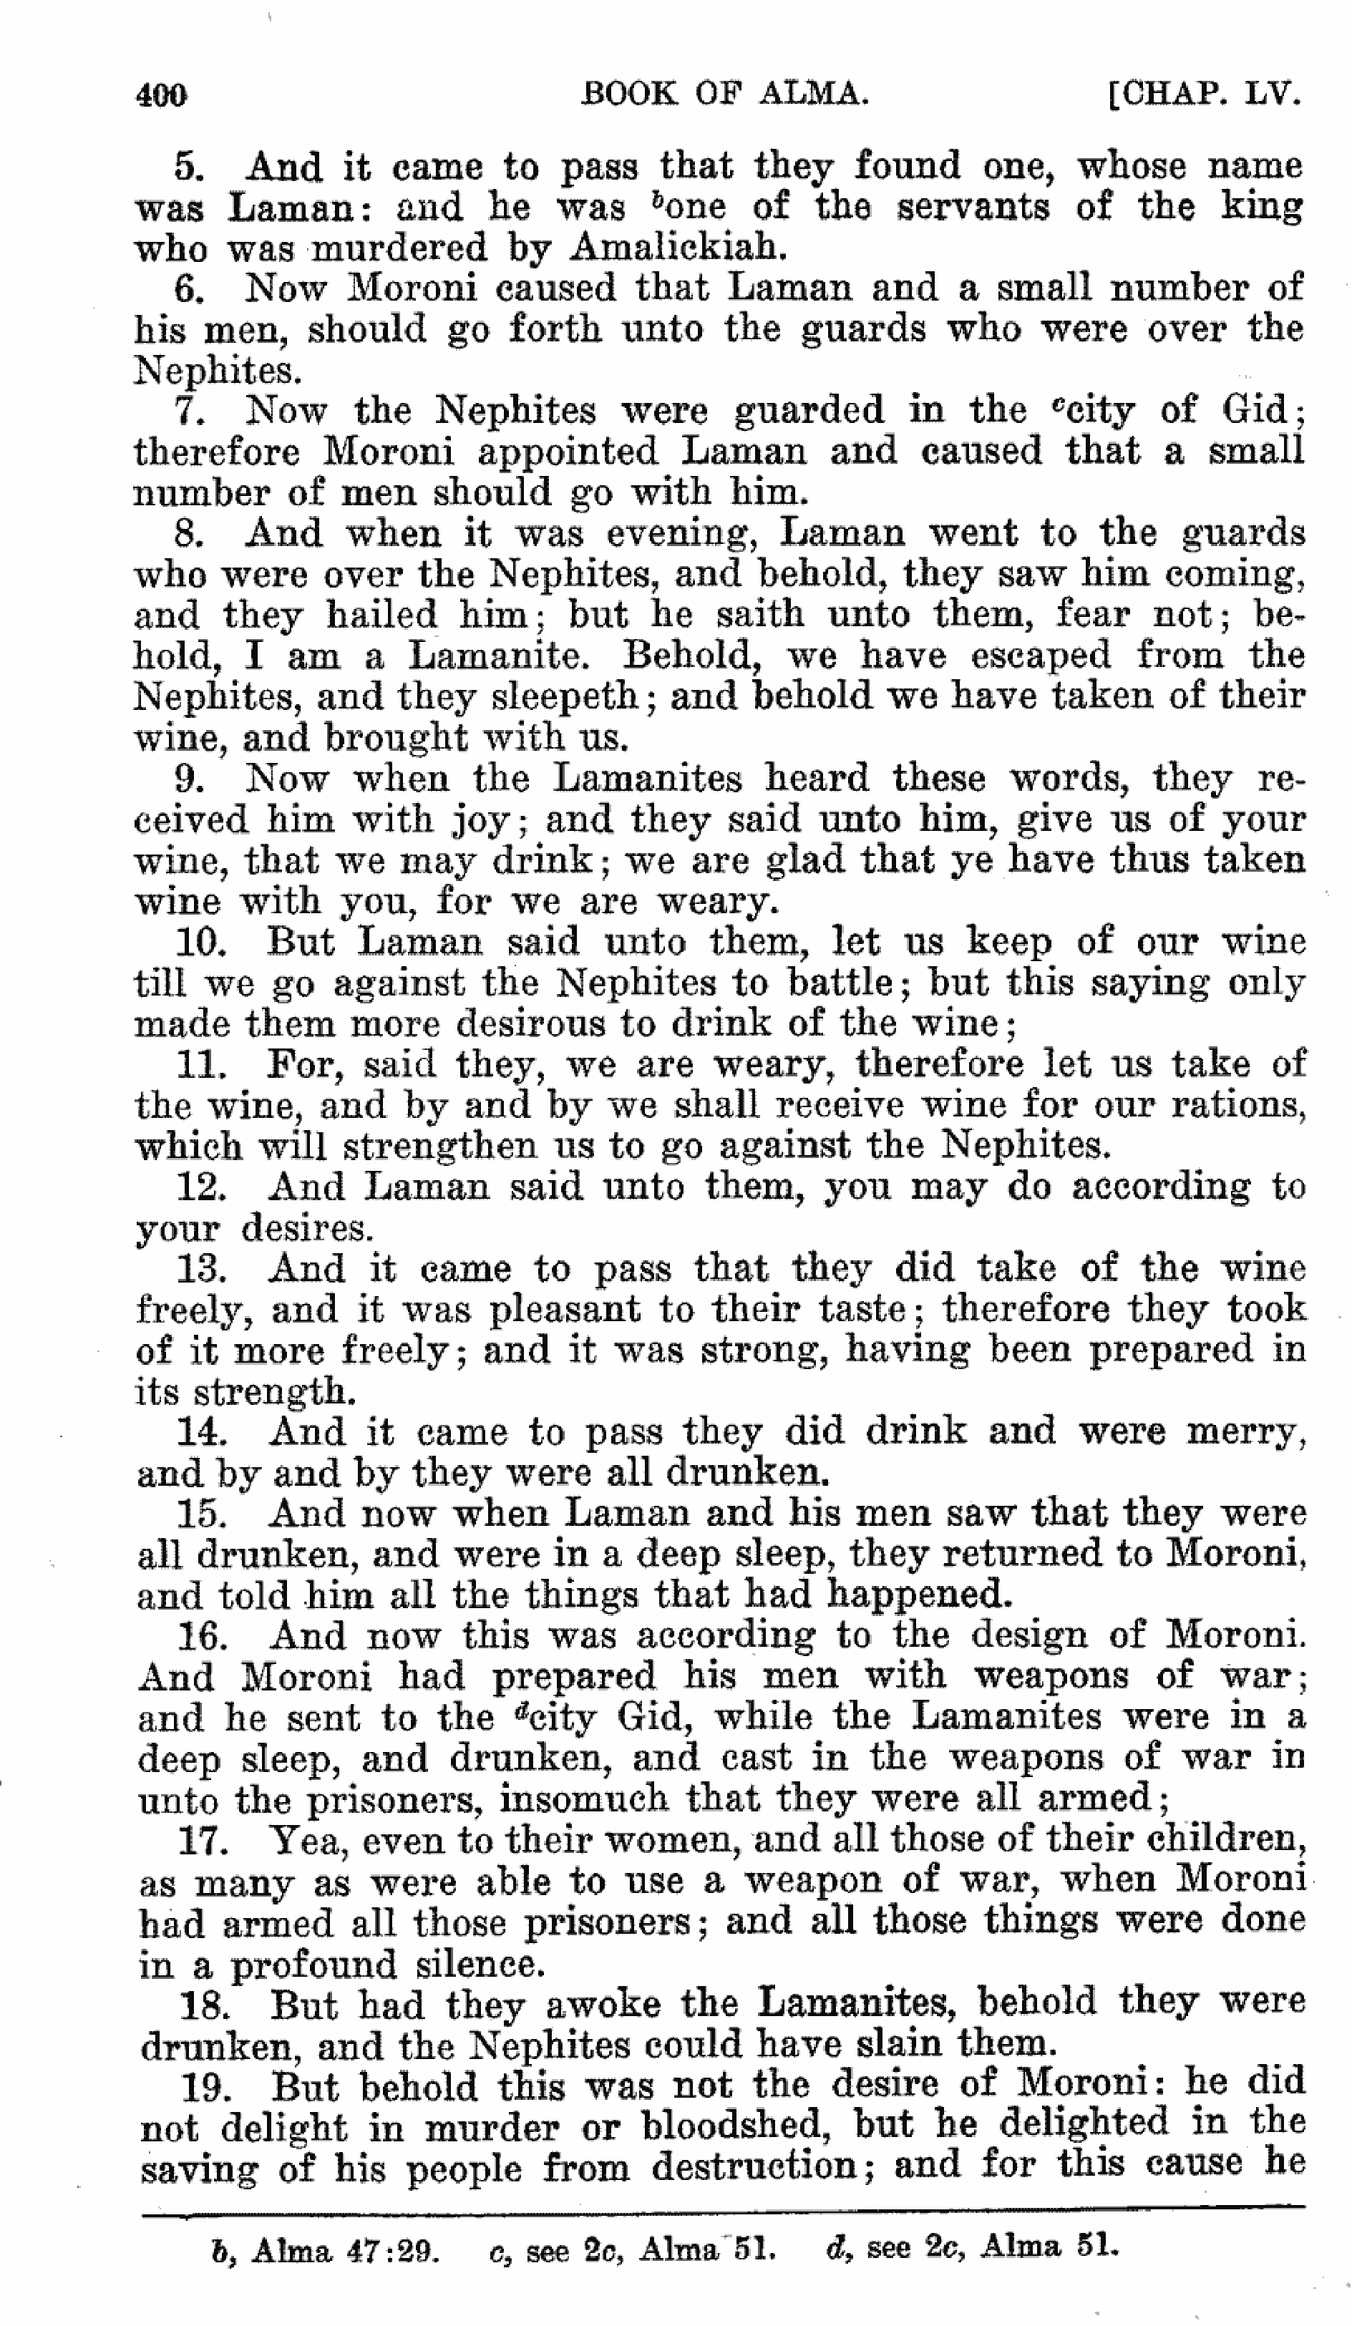 400 BOOK OF ALMA. [CHAP. LV.
5. And it came to pass that they found one, whose name
was Laman: and he was bone of the servants of the king
who was murdered by Amalickiah.
6. Now Moroni caused that Laman and a small number of
his men, should go forth unto the guards who were over the
Nephites.
7. Now the Nephites were guarded in the ccity of Gid;
therefore Moroni appointed Laman and caused that a small
number of men should go with him.
8. And when it was evening, Laman went to the guards
who were over the Nephites, and behold, they saw him coming,
and they hailed him; but he saith unto them, fear not; be-
hold, I am a Lamanite. Behold, we have escaped from the
Nephites, and they sleepeth; and behold we have taken of their
wine, and brought with us.
9. Now when the Lamanites heard these words, they re-
ceived him with joy; and they said unto him, give us of your
wine, that we may drink; we are glad that ye have thus taken
wine with you, for we are weary.
10. But Laman said unto them, let us keep of our wine
till we go against the Nephites to battle; but this saying only
made them more desirous to drink of the wine;
11. For, said they, we are weary, therefore let us take of
the wine, and by and by we shall receive wine for our rations,
which will strengthen us to go against the Nephites.
12. And Laman said unto them, you may do according to
your desires.
13. And it came to pass that they did take of the wine
freely, and it was pleasant to their taste; therefore they took
of it more freely; and it was strong, having been prepared in
its strength.
14. And it came to pass they did drink and were merry,
and by and by they were all drunken.
15. And now when Laman and his men saw that they were
all drunken, and were in a deep sleep, they returned to Moroni,
and told him all the things that had happened.
16. And now this was according to the design of Moroni.
And Moroni had prepared his men with weapons of war;
and he sent to the dcity Gid, while the Lamanites were in a
deep sleep, and drunken, and cast in the weapons of war in
unto the prisoners, insomuch that they were all armed;
17. Yea, even to their women, and all those of their children,
as many as were able to use a weapon of war, when Moroni
had armed all those prisoners; and all those things were done
in a profound silence.
18. But had they awoke the Lamanites, behold they were
drunken, and the Nephites could have slain them.
19. But behold this was not the desire of Moroni: he did
not delight in murder or bloodshed, but he delighted in the
saving of his people from destruction; and for this cause he
b, Alma 47:29. c, see 2c, Alma 51. d, see 2c, Alma 51.